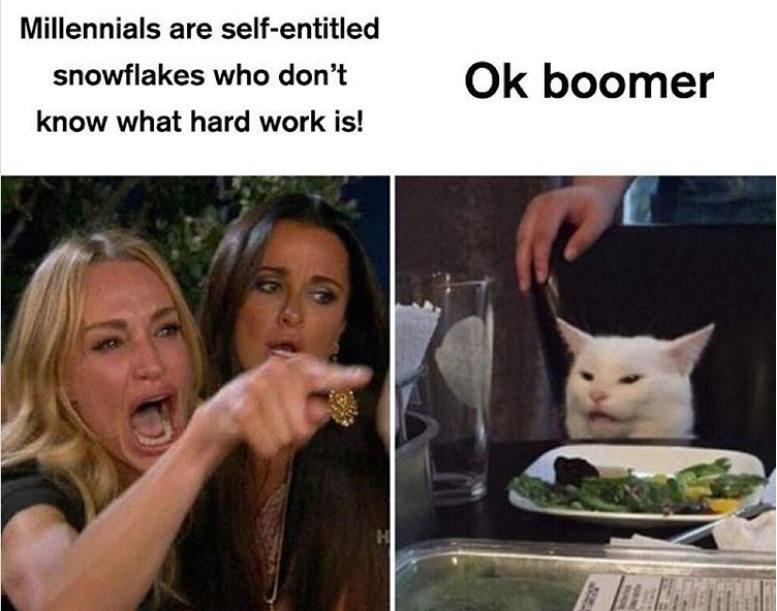 Millennials are self-entitled
snowflakes who don't
know what hard work is!
Ok boomer
H